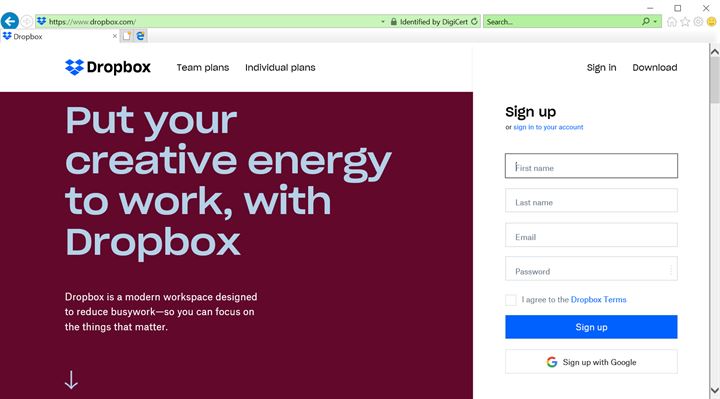 https://www.dropbox.com/
Identified by DigiCert
Search...
Dropbox
Dropbox
Team plans
Individual plans
Sign in
Download
Put your
creative energy
to work, with
Dropbox
Dropbox is a modern workspace designed
to reduce busywork—so you can focus on
the things that matter.
Sign up
or sign in to your account
First name
Last name
Email
Password
I agree to the Dropbox Terms
Sign up
Sign up with Google